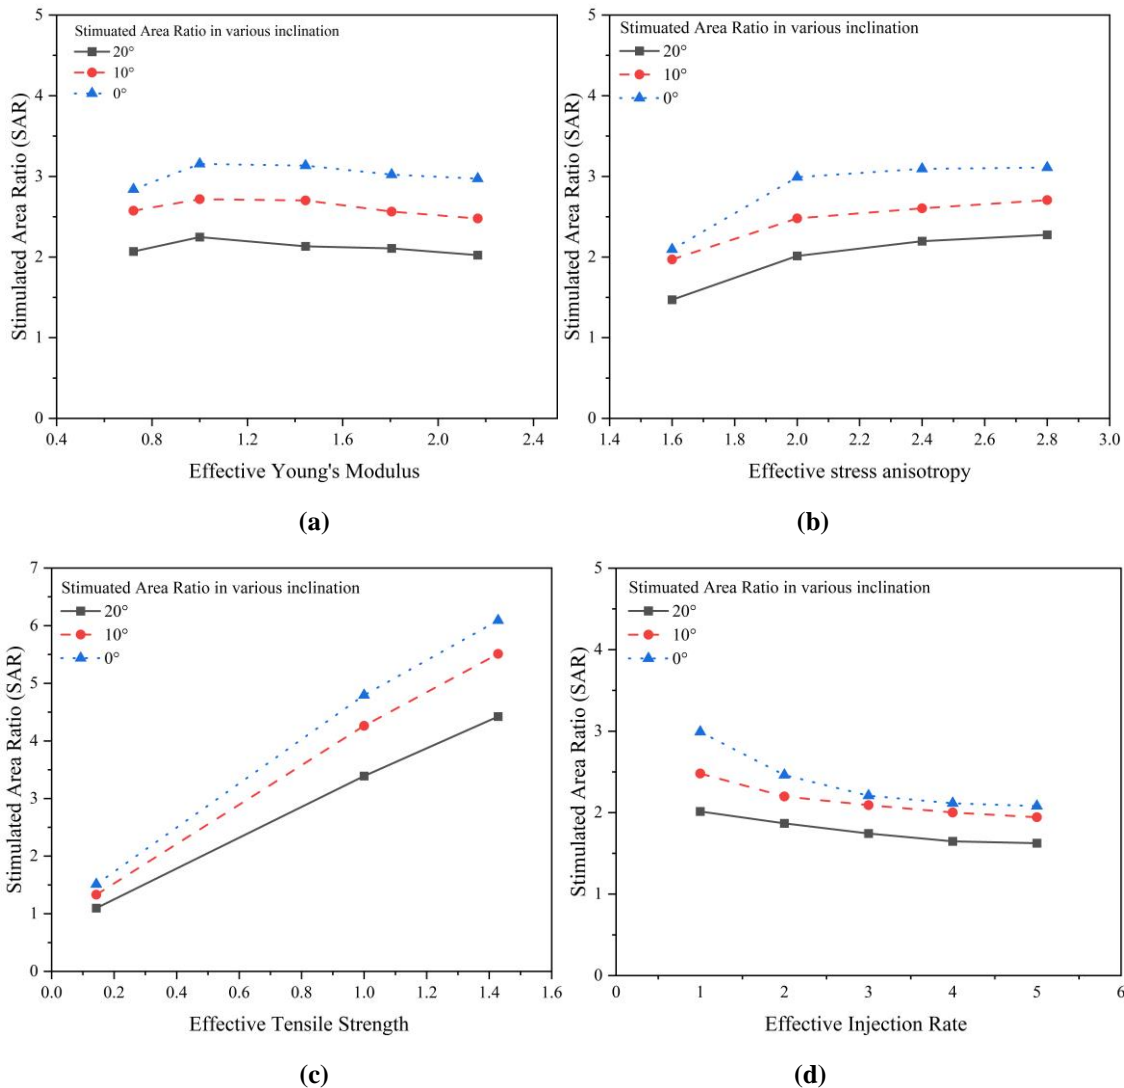 Stimuated Area Ratio in various inclination
20°
10°
0°
Stimulated Area Ratio (SAR)
5
4
3
2
1
0
0.4 0.8 1.2 1.6 2.0 2.4
Effective Young's Modulus
(a)
Stimuated Area Ratio in various inclination
20°
10°
0°
Stimulated Area Ratio (SAR)
5
4
3
2
1
0
1.4 1.6 1.8 2.0 2.2 2.4 2.6 2.8 3.0
Effective stress anisotropy
(b)
Stimuated Area Ratio in various inclination
20°
10°
0°
Stimulated Area Ratio (SAR)
7
6
5
4
3
2
1
0
0.0 0.2 0.4 0.6 0.8 1.0 1.2 1.4 1.6
Effective Tensile Strength
(c)
Stimuated Area Ratio in various inclination
20°
10°
0°
Stimulated Area Ratio (SAR)
5
4
3
2
1
0
0 1 2 3 4 5 6
Effective Injection Rate
(d)